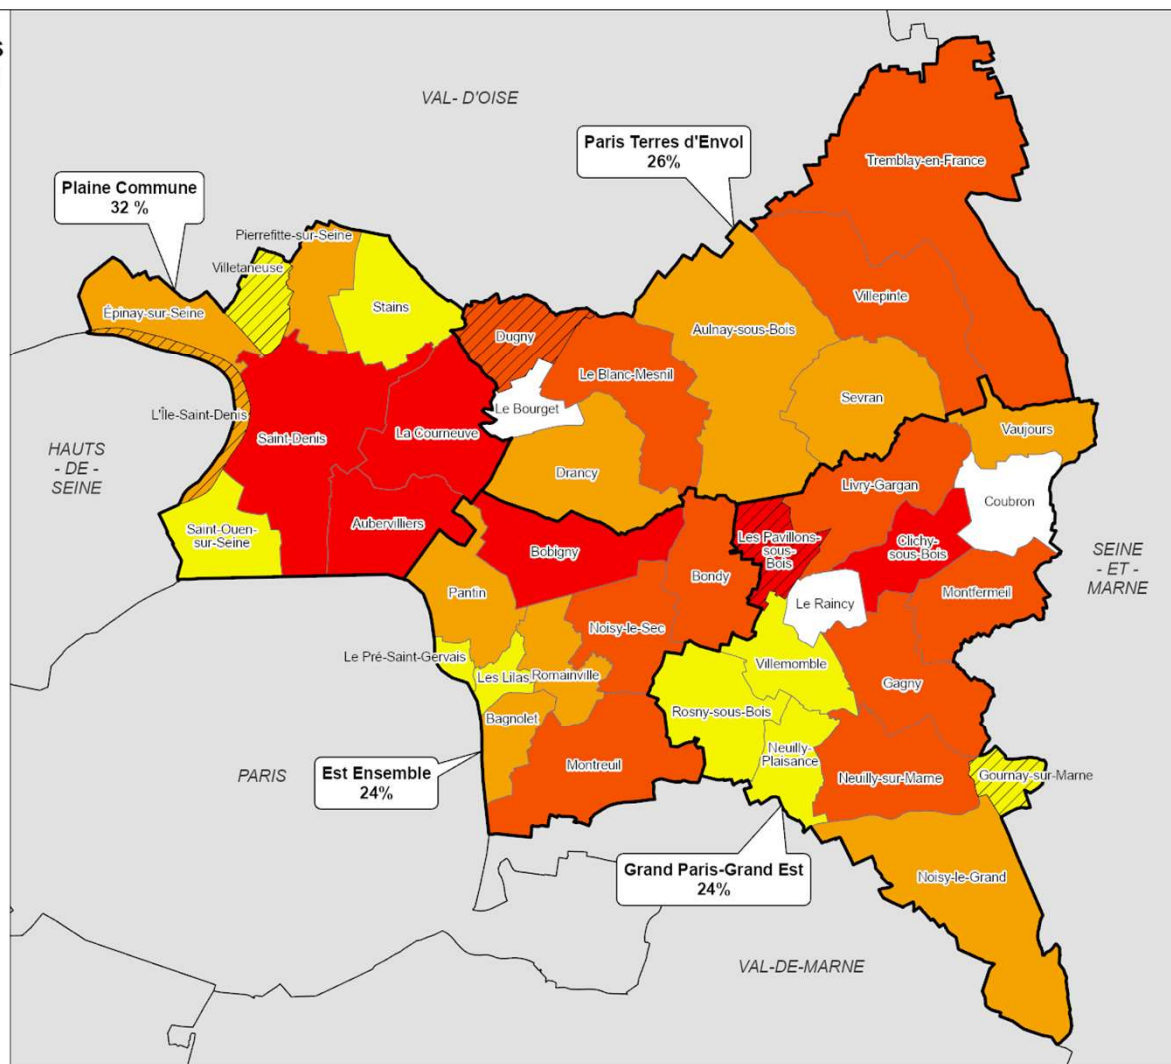 s
VAL- D'OISE
Paris Terres d'Envol
26%
Tremblay-en-France
Plaine Commune
32 %
Pierrefitte-sur-Seine
Villetaneuse
Stains
Épinay-sur-Seine
Villepinte
Aulnay-sous-Bois
Dugny
Le Blanc-Mesnil
Sevran
Le Bourget
L'Île-Saint-Denis
Saint-Denis
La Courneuve
Vaujours
HAUTS
- DE -
SEINE
Drancy
Livry-Gargan
Coubron
Saint-Ouen-
sur-Seine
Aubervilliers
Bobigny
Les Pavillons-
sous-
Bois
Clichy-
sous-Bois
SEINE
- ET -
MARNE
Bondy
Pantin
Le Raincy
Montfermeil
Noisy-le-Sec
Le Pré-Saint-Gervais
Les Lilas
Romainville
Villemomble
Gagny
Rosny-sous-Bois
Bagnolet
Neuilly-
Plaisance
PARIS
Est Ensemble
24%
Montreuil
Neuilly-sur-Marne
Gournay-sur-Marne
Grand Paris-Grand Est
24%
Noisy-le-Grand
VAL-DE-MARNE